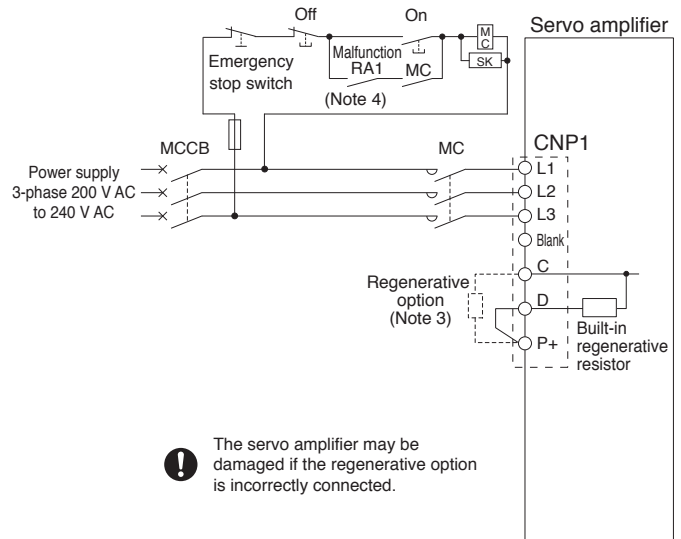 Off
On
Servo amplifier
M
C
SK
Malfunction
RA1
MC
(Note 4)
Emergency
stop switch
MCCB
MC
CNP1
Power supply
3-phase 200 V AC
to 240 V AC
L1
L2
L3
Blank
C
Regenerative
option
(Note 3)
D
P+
Built-in
regenerative
resistor
The servo amplifier may be
damaged if the regenerative option
is incorrectly connected.